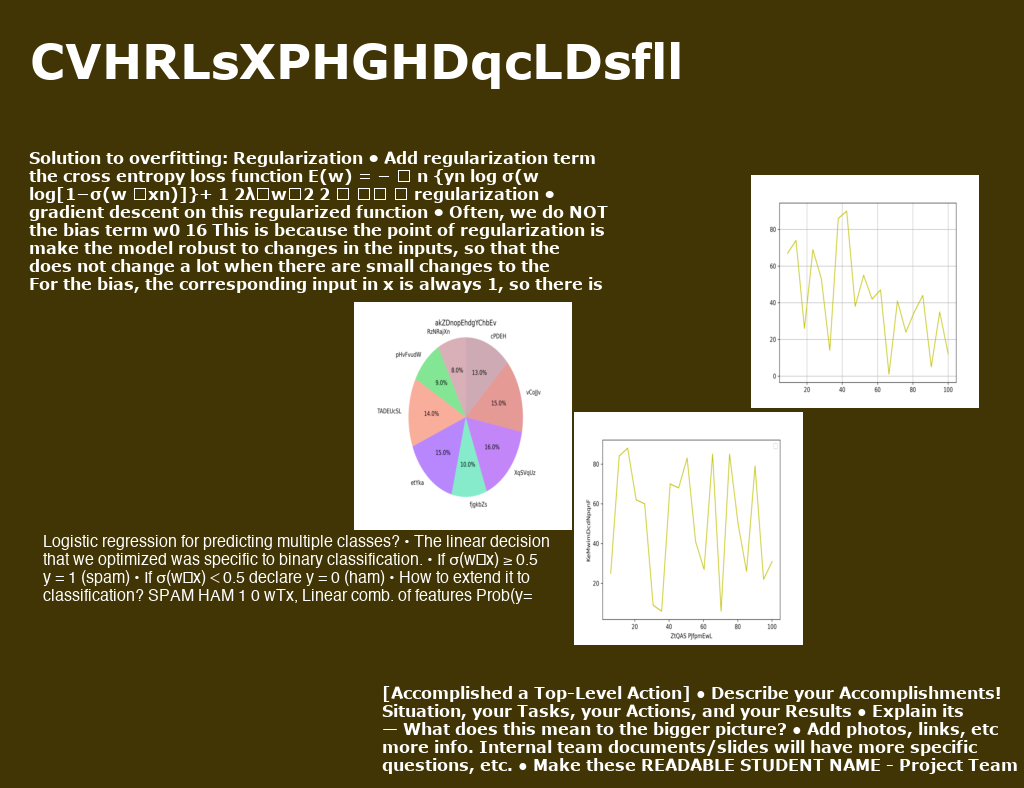 CVHRLsXPHGHDqcLDsfll
Solution to overfitting: Regularization ● Add regularization term
the cross entropy loss function E(w) = − □ n {yn log σ(w
log[1−σ(w □xn)]}+ 1 2λ□w□2 2 □ □□ □ regularization ●
gradient descent on this regularized function ● Often, we do NOT
the bias term w0 16 This is because the point of regularization is
make the model robust to changes in the inputs, so that the
does not change a lot when there are small changes to the
For the bias, the corresponding input in x is always 1, so there is
80
60
40
20
0
20 40 60 80 100
akZDnopEhdgYChbEv
RzNRajXn
cPDEH
pHvFvudW
vCoJJv
TADEUcSL
XqSVqUz
etYka
fjgkbZs
8.0%
13.0%
9.0%
15.0%
14.0%
16.0%
15.0%
10.0%
80
60
40
20
KeMwimDcdNpqnF
20 40 60 80 100
ZtQAS PJfpmEwL
Logistic regression for predicting multiple classes? • The linear decision
that we optimized was specific to binary classification. • If σ(w□x) ≥ 0.5
y = 1 (spam) • If σ(w□x) < 0.5 declare y = 0 (ham) • How to extend it to
classification? SPAM HAM 1 0 wTx, Linear comb. of features Prob(y=
[Accomplished a Top-Level Action] ● Describe your Accomplishments!
Situation, your Tasks, your Actions, and your Results ● Explain its
— What does this mean to the bigger picture? ● Add photos, links, etc
more info. Internal team documents/slides will have more specific
questions, etc. ● Make these READABLE STUDENT NAME - Project Team